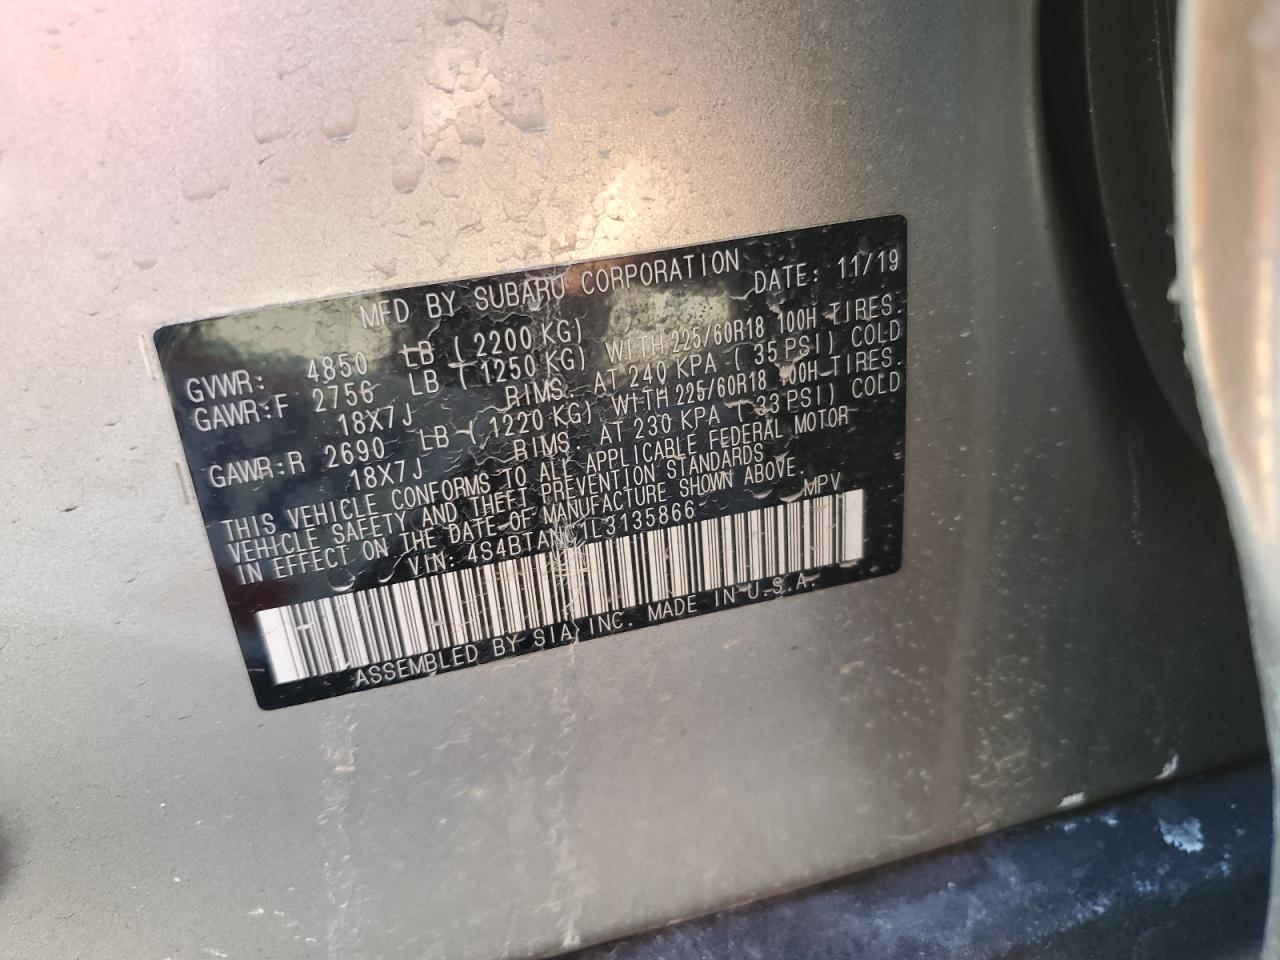 MFD BY SUBARU CORPORATION DATE: 11/19
GVWR: 4850 LB (2200 KG)
GAWR:F 2756 LB (1250 KG) WITH 225/60R18 100H TIRES.
18X7J RIMS. AT 240 KPA (35 PSI) COLD
GAWR:R 2690 LB (1220 KG) WITH 225/60R18 100H TIRES.
18X7J RIMS. AT 230 KPA (33 PSI) COLD
THIS VEHICLE CONFORMS TO ALL APPLICABLE FEDERAL MOTOR
VEHICLE SAFETY AND THEFT PREVENTION STANDARDS
IN EFFECT ON THE DATE OF MANUFACTURE SHOWN ABOVE.
VIN: MPV
ASSEMBLED BY SIA, INC. MADE IN U.S.A.